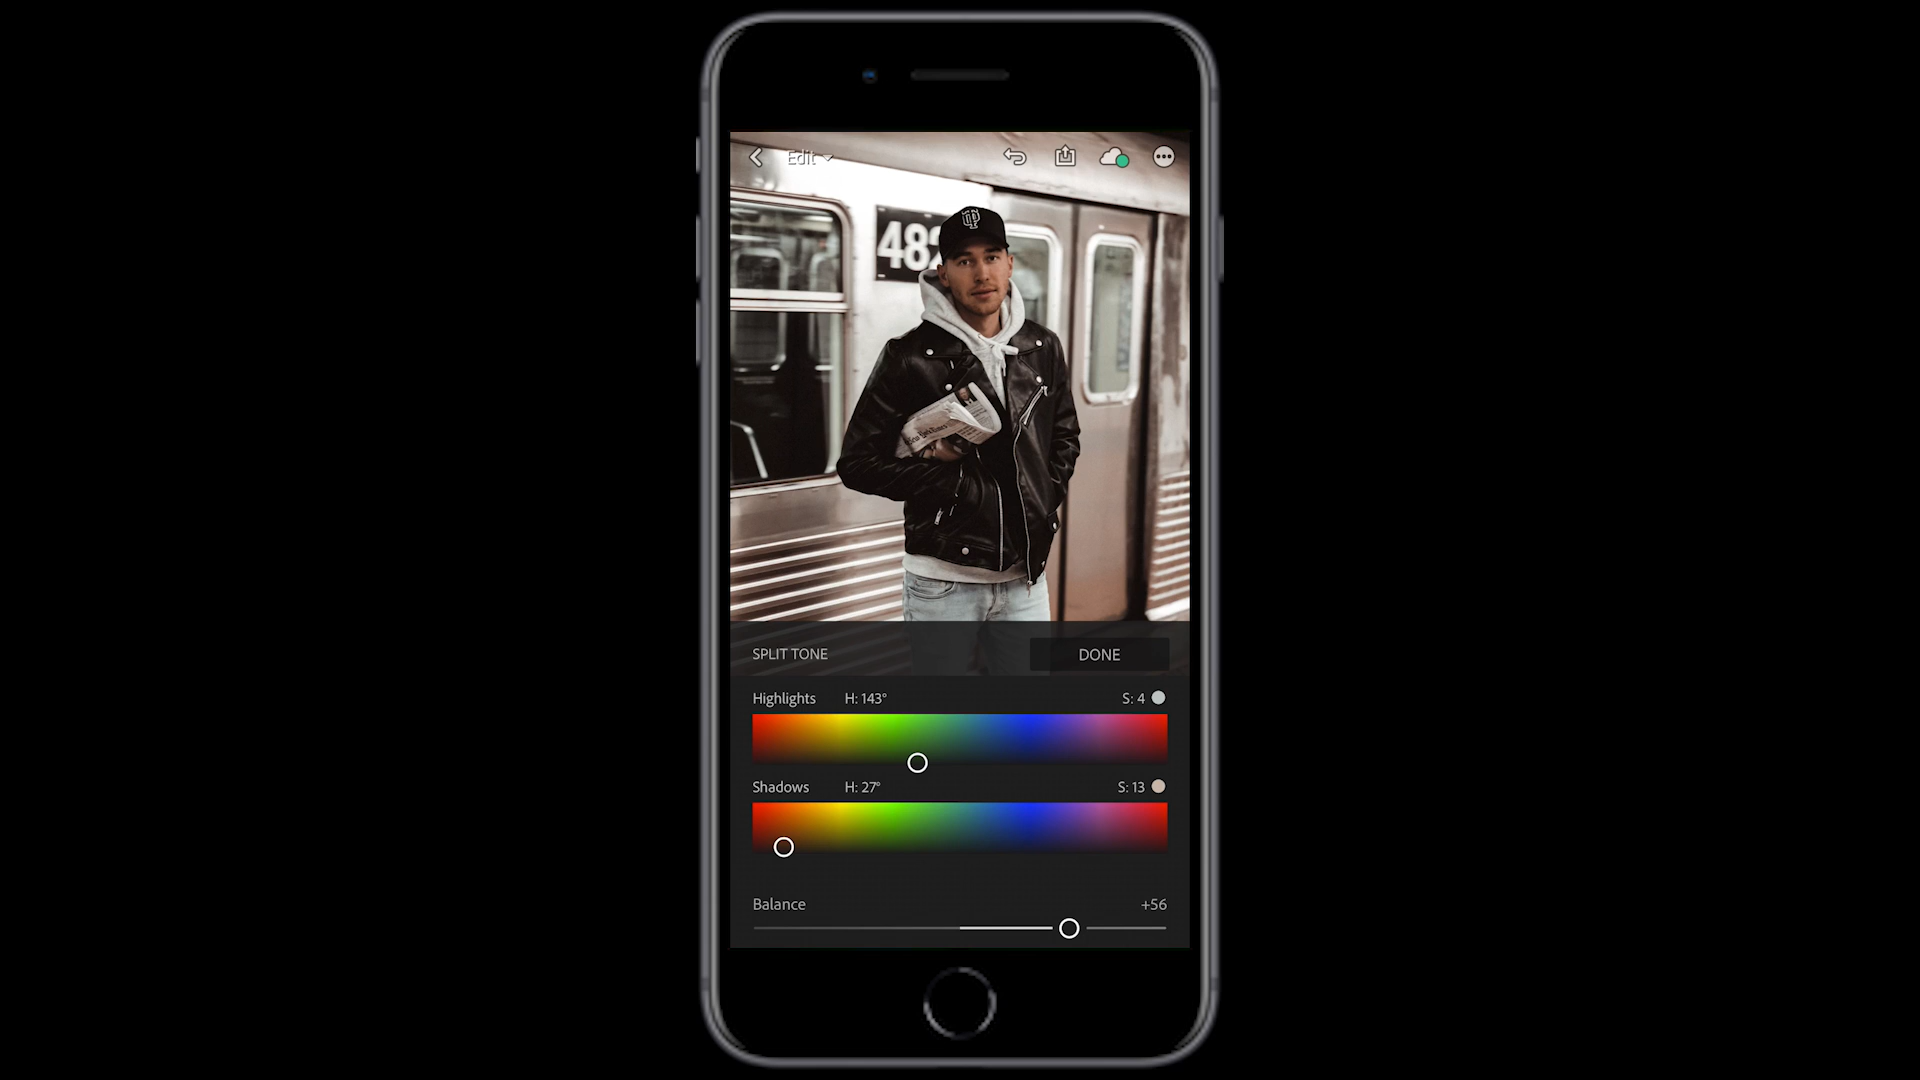 Edit
482
SPLIT TONE
DONE
Highlights H: 143° S: 4
Shadows H: 27° S: 13
Balance +56